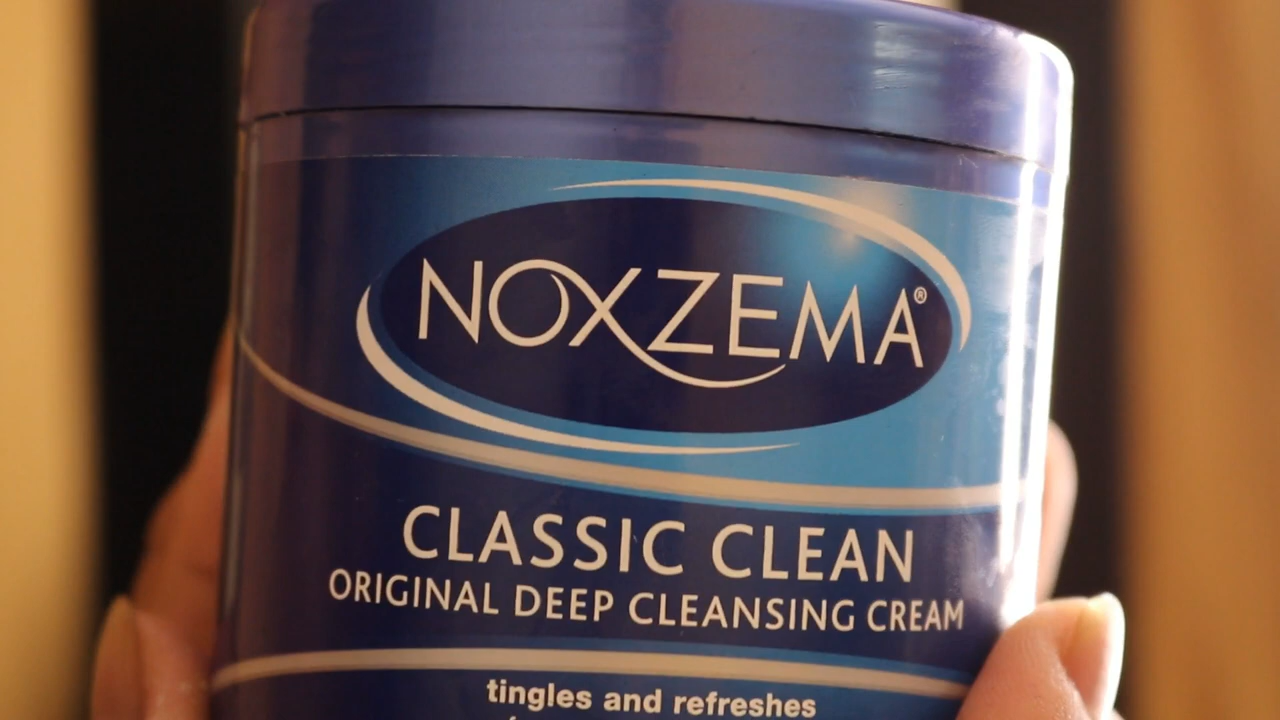 NOXZEMA®
CLASSIC CLEAN
ORIGINAL DEEP CLEANSING CREAM
tingles and refreshes